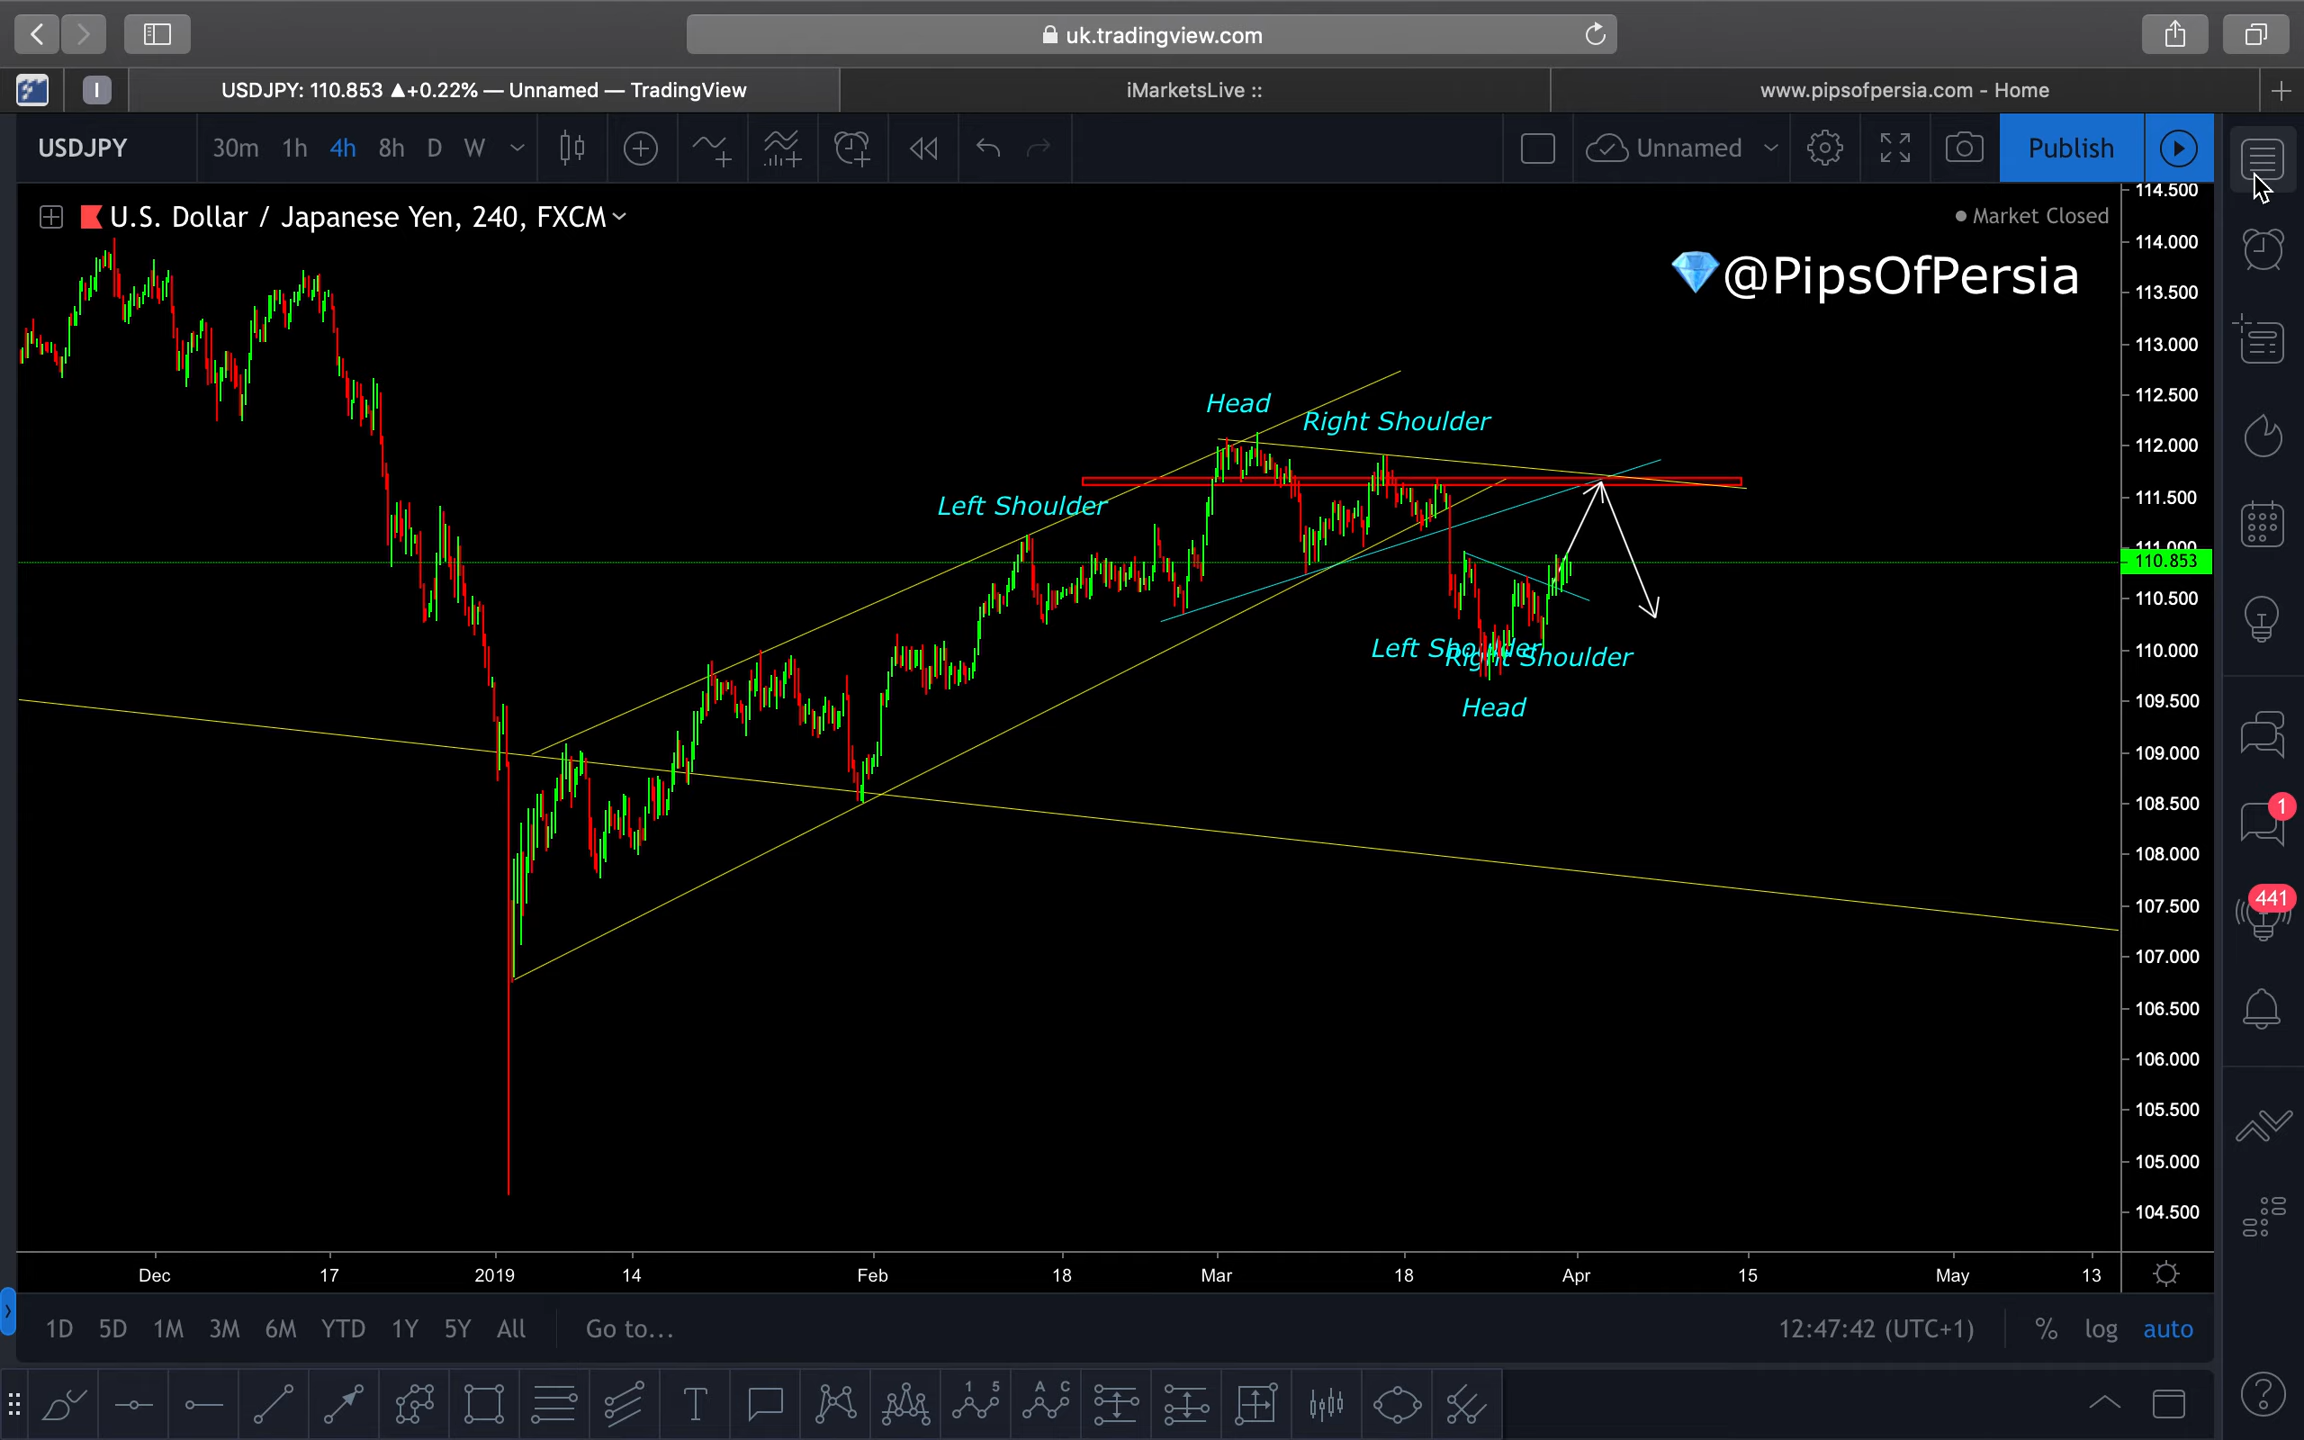 uk.tradingview.com
I
USDJPY: 110.853 ▲+0.22% — Unnamed — TradingView
iMarketsLive ::
www.pipsofpersia.com - Home
USDJPY
30m 1h 4h 8h D W
Unnamed
Publish
U.S. Dollar / Japanese Yen, 240, FXCM
Market Closed
@PipsOfPersia
114.500
114.000
113.500
113.000
112.500
112.000
111.500
111.000
110.853
110.500
110.000
109.500
109.000
108.500
108.000
107.500
107.000
106.500
106.000
105.500
105.000
104.500
Head
Right Shoulder
Left Shoulder
Left Shoulder
Right Shoulder
Head
1
441
Dec 17 2019 14 Feb 18 Mar 18 Apr 15 May 13
1D 5D 1M 3M 6M YTD 1Y 5Y All Go to...
12:47:42 (UTC+1) % log auto
T
1 5
A C
?